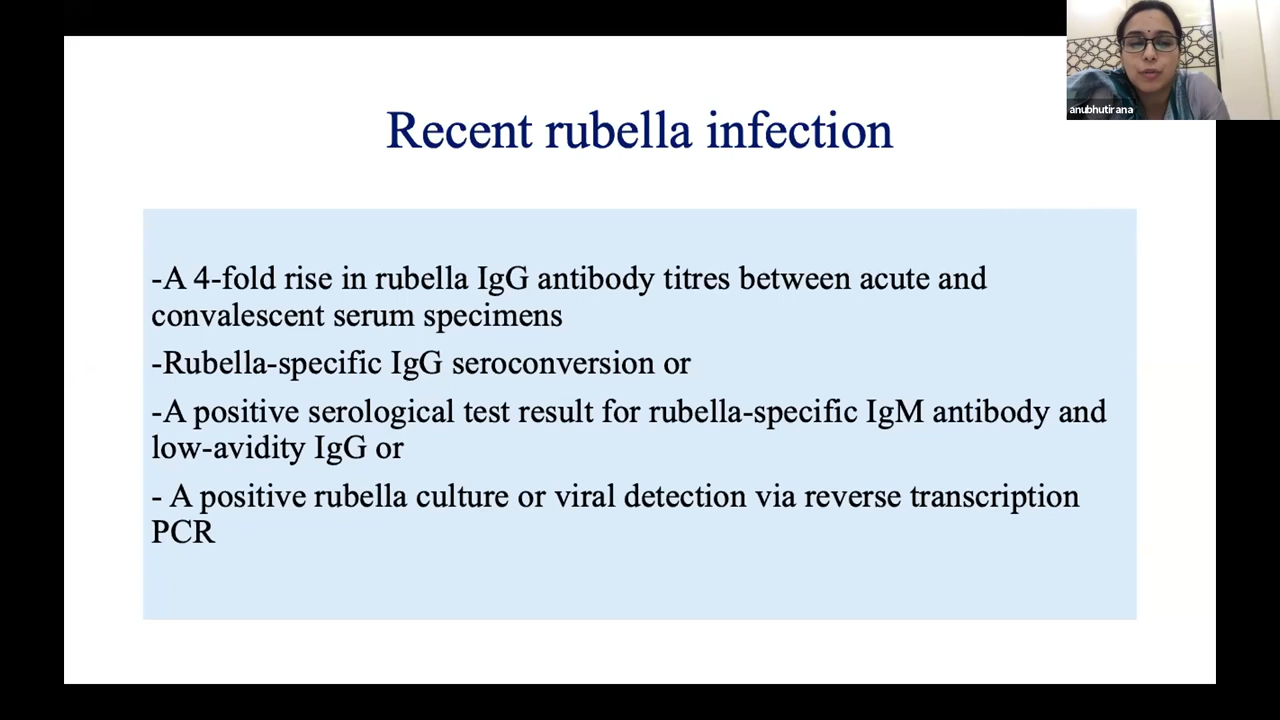 anubhutirana
Recent rubella infection
-A 4-fold rise in rubella IgG antibody titres between acute and
convalescent serum specimens
-Rubella-specific IgG seroconversion or
-A positive serological test result for rubella-specific IgM antibody and
low-avidity IgG or
- A positive rubella culture or viral detection via reverse transcription
PCR